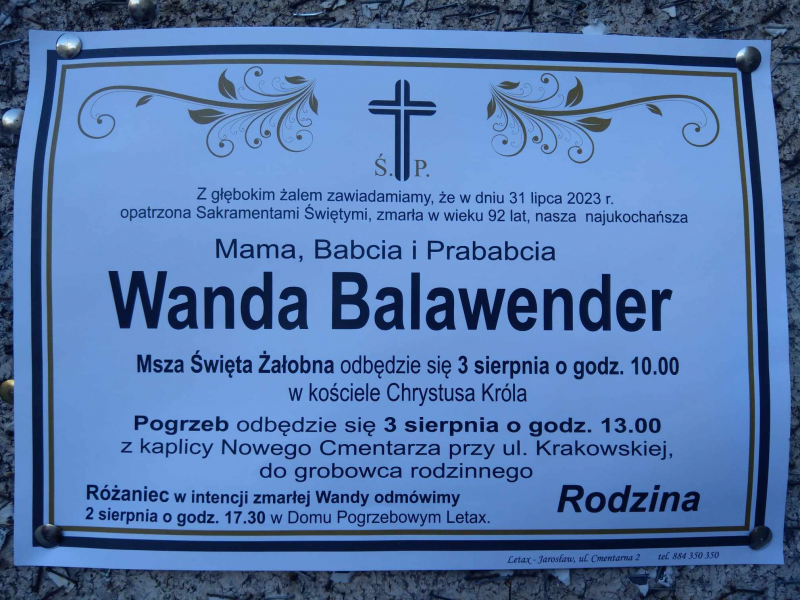 Ś. P.
Z głębokim żalem zawiadamiamy, że w dniu 31 lipca 2023 r.
opatrzona Sakramentami Świętymi, zmarła w wieku 92 lat, nasza najukochańsza
Mama, Babcia i Prababcia
Wanda Balawender
Msza Święta Żałobna odbędzie się 3 sierpnia o godz. 10.00
w kościele Chrystusa Króla
Pogrzeb odbędzie się 3 sierpnia o godz. 13.00
z kaplicy Nowego Cmentarza przy ul. Krakowskiej,
do grobowca rodzinnego
Różaniec w intencji zmarłej Wandy odmówimy
2 sierpnia o godz. 17.30 w Domu Pogrzebowym Letax.
Rodzina
Letax - Jarosław, ul. Cmentarna 2 tel. 884 350 350